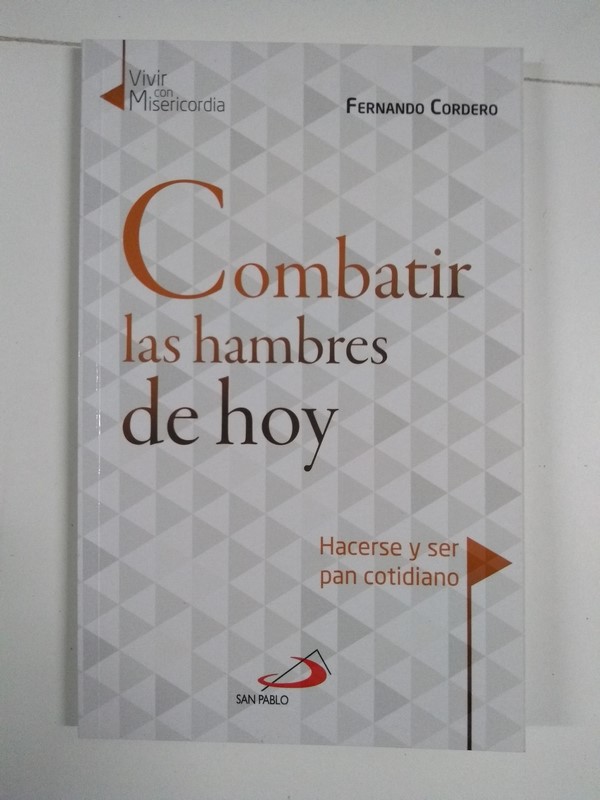 Vivir
con
Misericordia
FERNANDO CORDERO
Combatir
las hambres
de hoy
Hacerse y ser
pan cotidiano
SAN PABLO